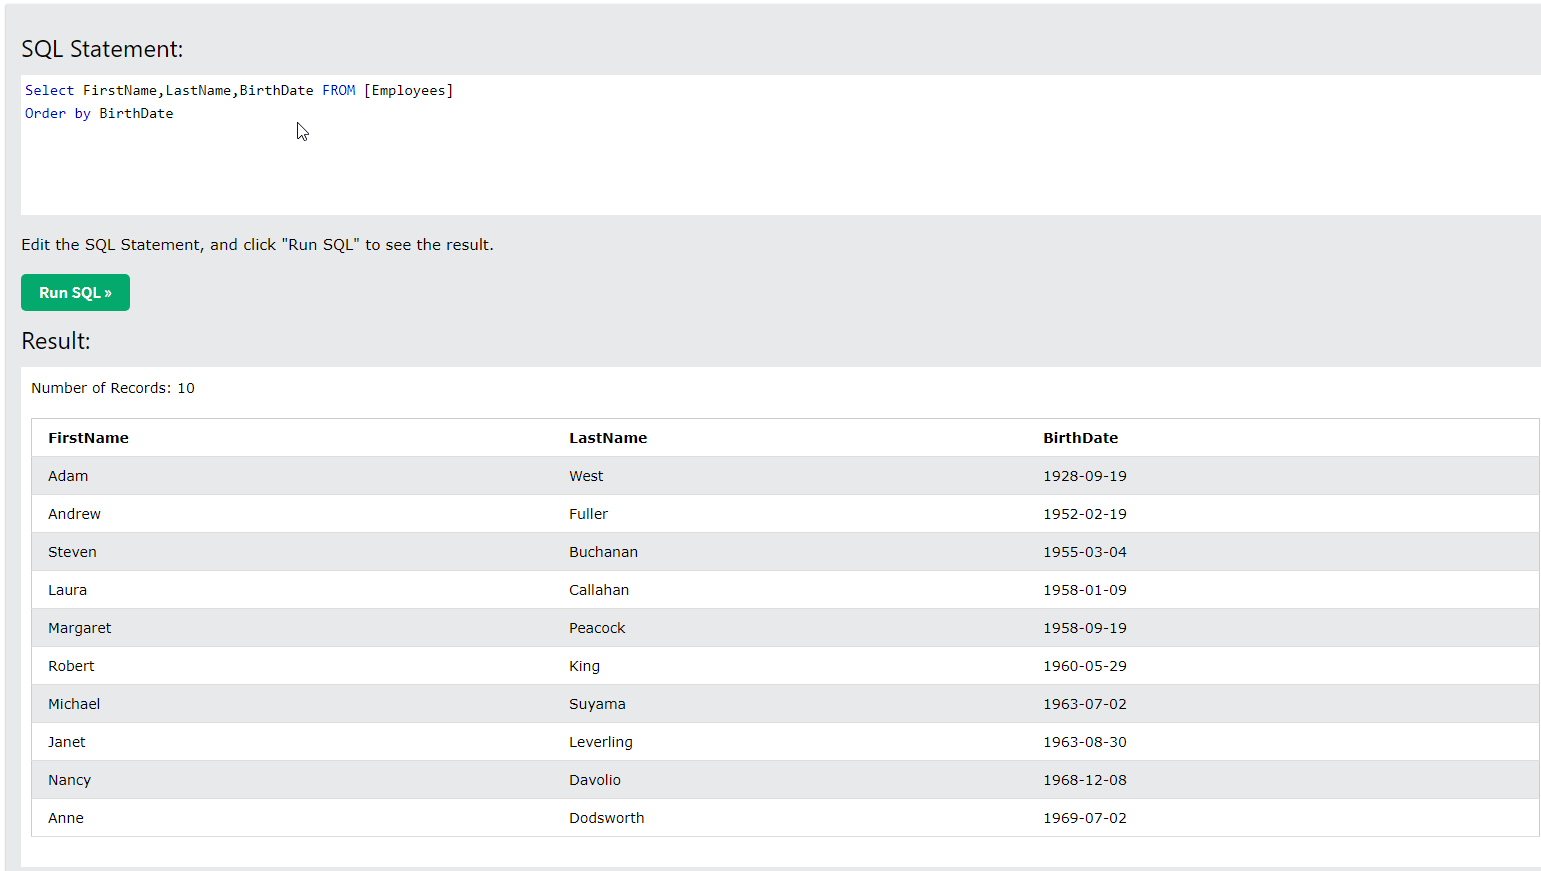 SQL Statement:
Select FirstName,LastName,BirthDate FROM [Employees]
Order by BirthDate
Edit the SQL Statement, and click "Run SQL" to see the result.
Run SQL »
Result:
Number of Records: 10
FirstName LastName BirthDate
Adam West 1928-09-19
Andrew Fuller 1952-02-19
Steven Buchanan 1955-03-04
Laura Callahan 1958-01-09
Margaret Peacock 1958-09-19
Robert King 1960-05-29
Michael Suyama 1963-07-02
Janet Leverling 1963-08-30
Nancy Davolio 1968-12-08
Anne Dodsworth 1969-07-02